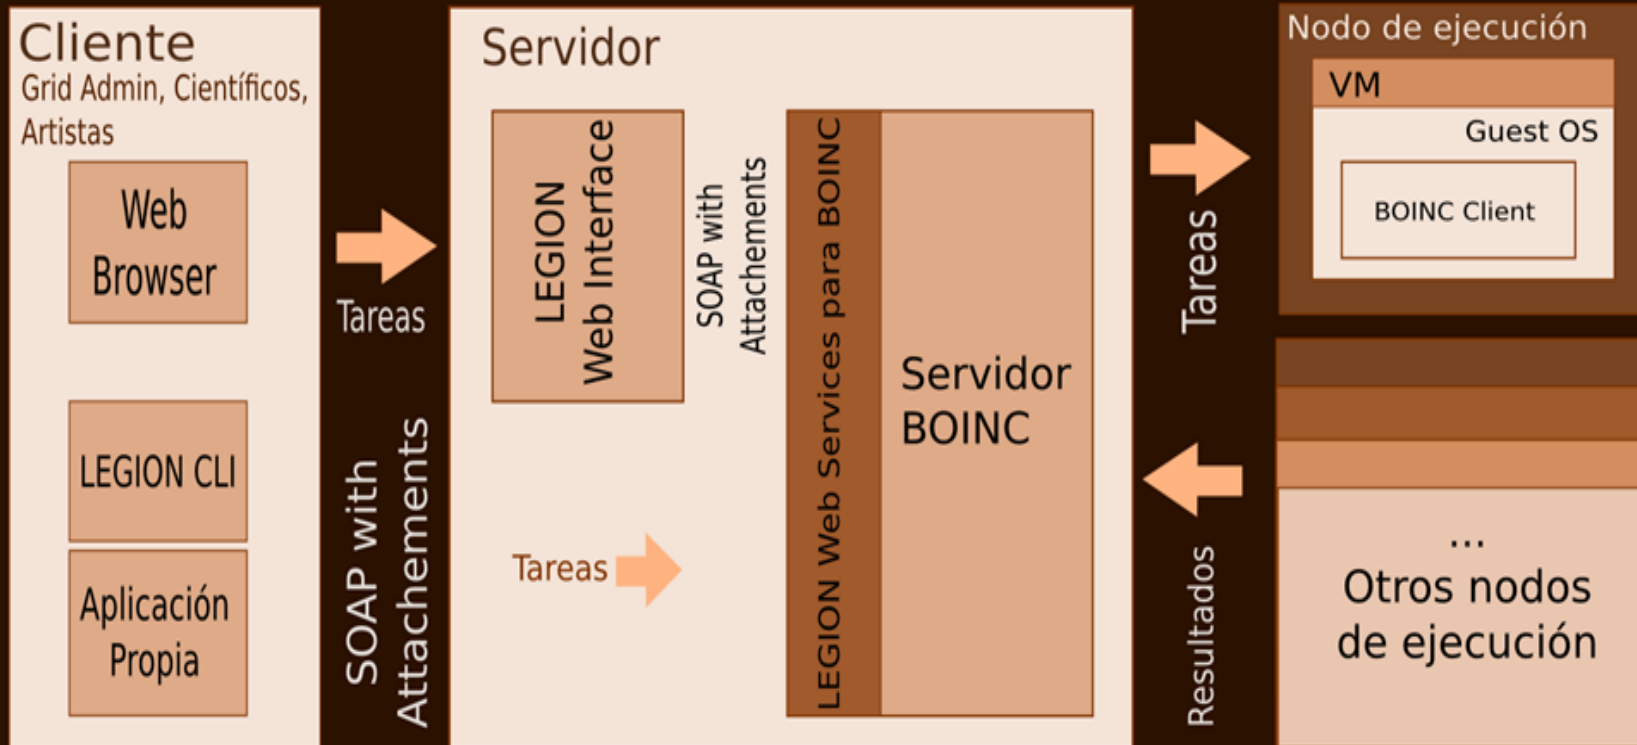 Cliente
Grid Admin, Científicos,
Artistas
Web
Browser
LEGION CLI
Aplicación
Propia
Tareas
SOAP with
Attachements
Servidor
LEGION
Web Interface
SOAP with
Attachements
Tareas
LEGION Web Services para BOINC
Servidor
BOINC
Tareas
Resultados
Nodo de ejecución
VM
Guest OS
BOINC Client
...
Otros nodos
de ejecución